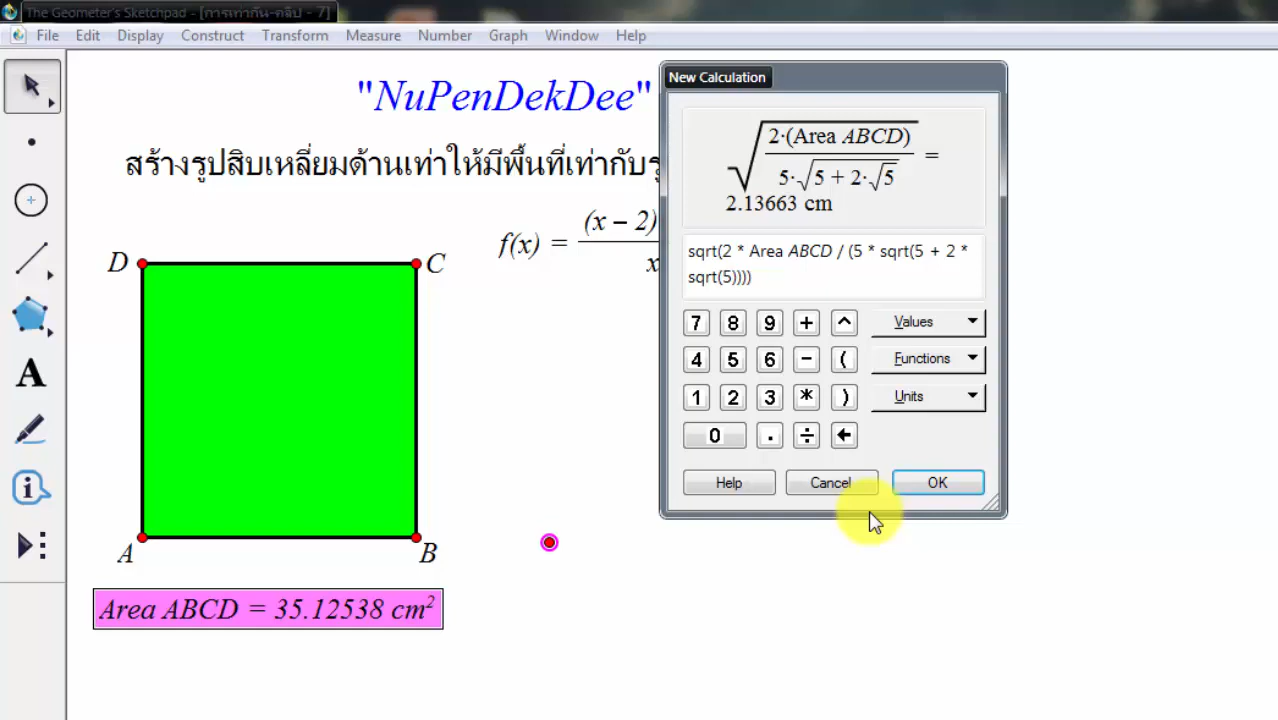 The Geometer's Sketchpad - [การเท่ากัน-คลิป - 7]
File Edit Display Construct Transform Measure Number Graph Window Help
"NuPenDekDee"
สร้างรูปสิบเหลี่ยมด้านเท่าให้มีพื้นที่เท่ากับรู
f(x) = (x − 2)
x
D
C
A
B
Area ABCD = 35.12538 cm²
New Calculation
√(2·(Area ABCD) / 5·√(5 + 2·√5)) =
2.13663 cm
sqrt(2 * Area ABCD / (5 * sqrt(5 + 2 *
sqrt(5))))
7 8 9 + ^ Values
4 5 6 − ( Functions
1 2 3 * ) Units
0 . ÷ ←
Help Cancel OK
A
i